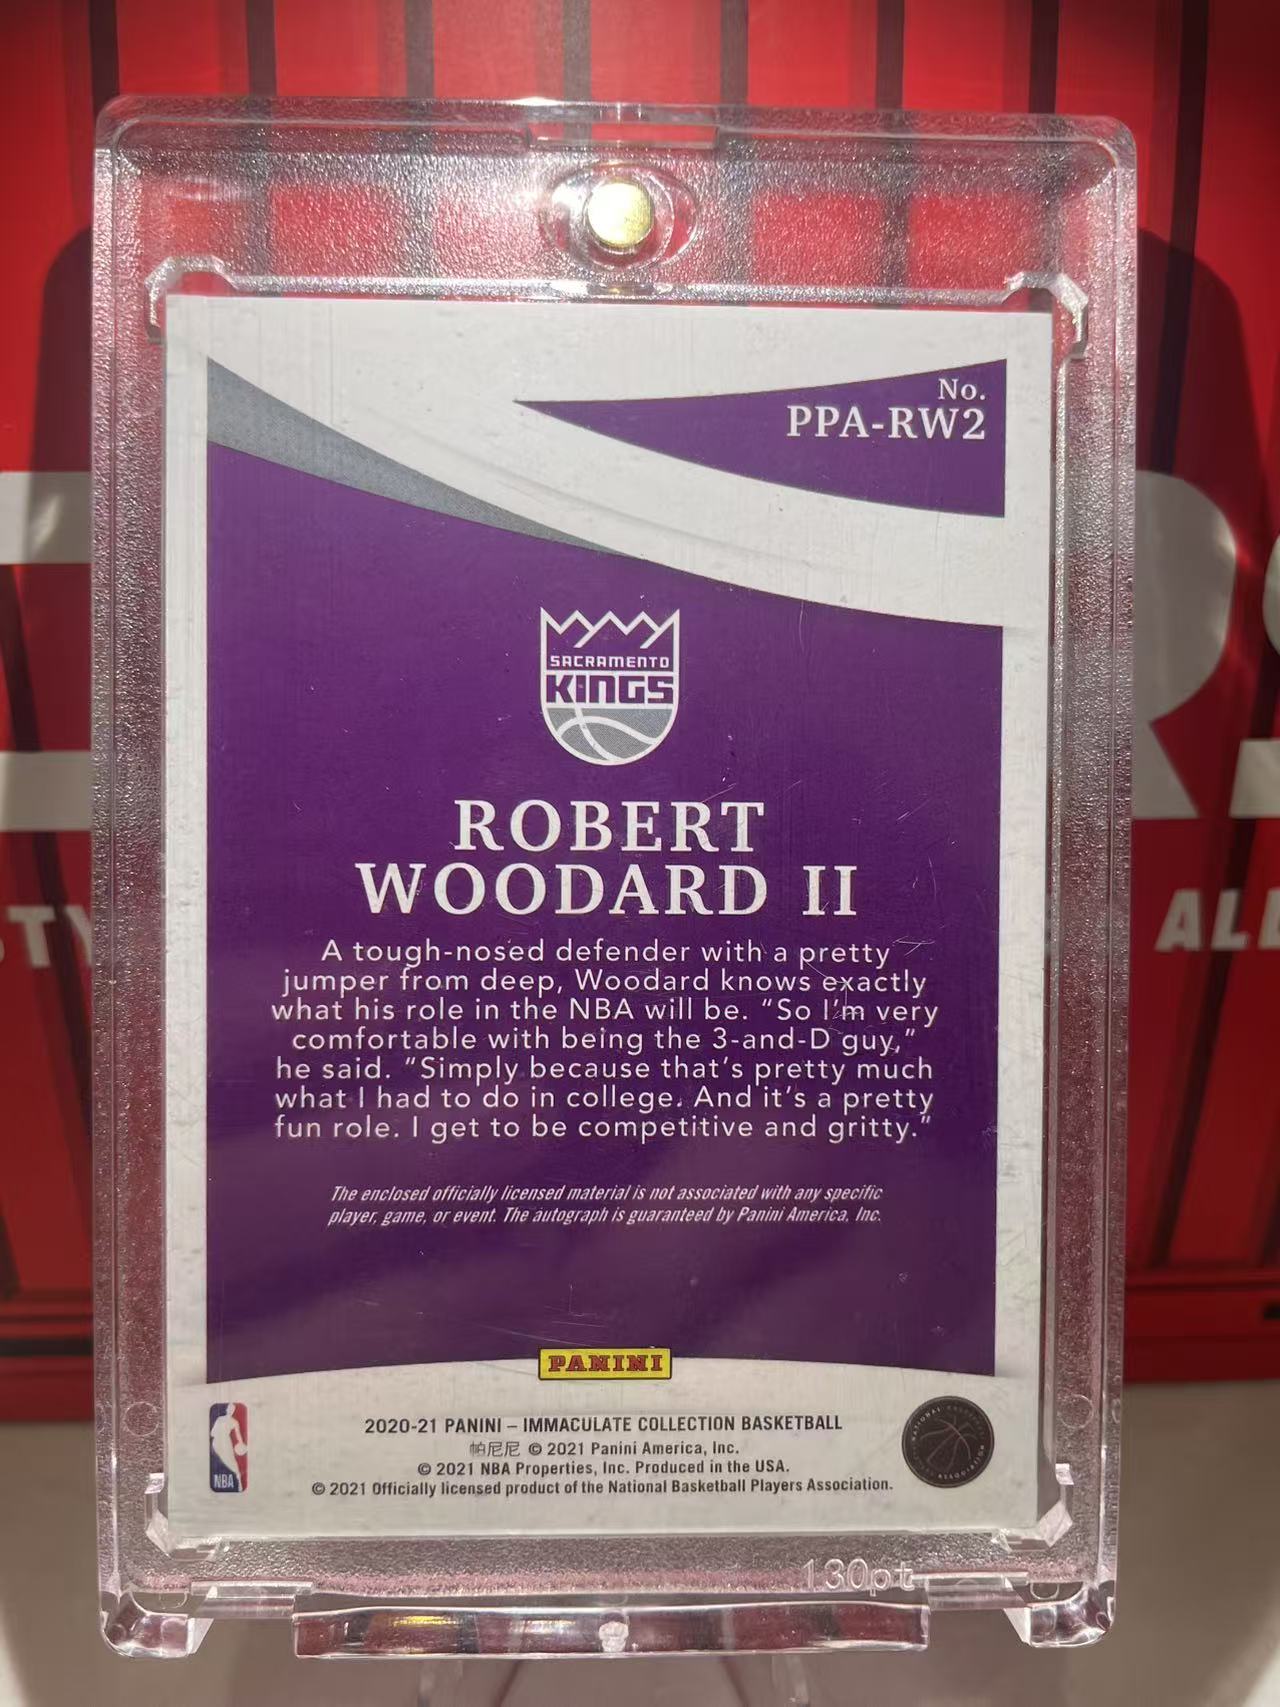 No.
PPA-RW2
SACRAMENTO
KINGS
ROBERT
WOODARD II
A tough-nosed defender with a pretty
jumper from deep, Woodard knows exactly
what his role in the NBA will be. “So I’m very
comfortable with being the 3-and-D guy,”
he said. “Simply because that’s pretty much
what I had to do in college. And it’s a pretty
fun role. I get to be competitive and gritty.”
The enclosed officially licensed material is not associated with any specific
player, game, or event. The autograph is guaranteed by Panini America, Inc.
PANINI
2020-21 PANINI – IMMACULATE COLLECTION BASKETBALL
帕尼尼 © 2021 Panini America, Inc.
© 2021 NBA Properties, Inc. Produced in the USA.
© 2021 Officially licensed product of the National Basketball Players Association.
NBA
130pt